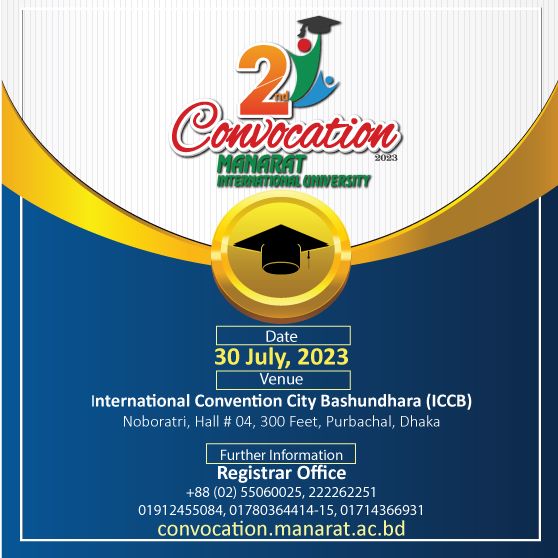 2nd
Convocation
2023
MANARAT
INTERNATIONAL UNIVERSITY
Date
30 July, 2023
Venue
International Convention City Bashundhara (ICCB)
Noboratri, Hall # 04, 300 Feet, Purbachal, Dhaka
Further Information
Registrar Office
+88 (02) 55060025, 222262251
01912455084, 01780364414-15, 01714366931
convocation.manarat.ac.bd